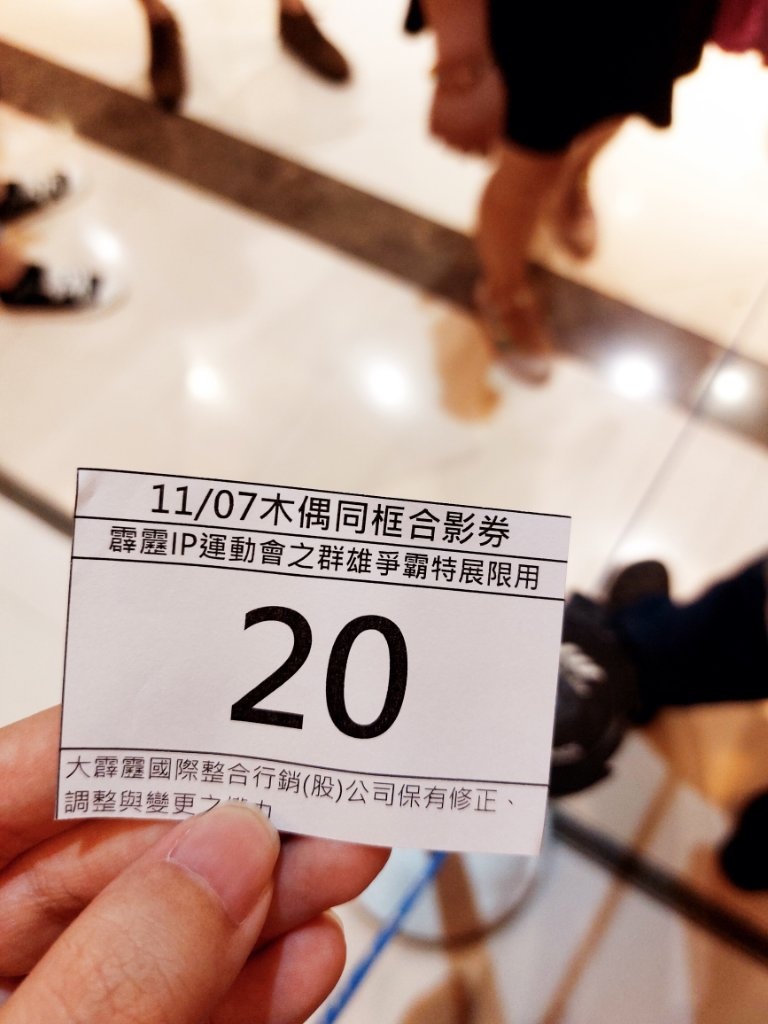 11/07木偶同框合影券
霹靂IP運動會之群雄爭霸特展限用
20
大霹靂國際整合行銷(股)公司保有修正、
調整與變更之